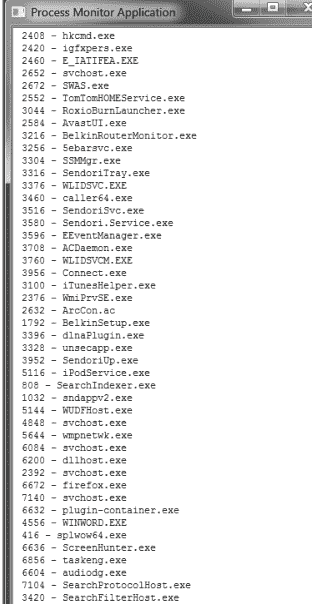 Process Monitor Application
2408 - hkcmd.exe
2420 - igfxpers.exe
2460 - E_IATIFEA.EXE
2652 - svchost.exe
2672 - SWAS.exe
2552 - TomTomHOMEService.exe
3044 - RoxioBurnLauncher.exe
2584 - AvastUI.exe
3216 - BelkinRouterMonitor.exe
3256 - 5ebarsvc.exe
3304 - SSMMgr.exe
3316 - SendoriTray.exe
3376 - WLIDSVC.EXE
3460 - caller64.exe
3516 - SendoriSvc.exe
3580 - Sendori.Service.exe
3596 - EEventManager.exe
3708 - ACDaemon.exe
3760 - WLIDSVCM.EXE
3956 - Connect.exe
3100 - iTunesHelper.exe
2376 - WmiPrvSE.exe
2632 - ArcCon.ac
1792 - BelkinSetup.exe
3396 - dlnaPlugin.exe
3328 - unsecapp.exe
3952 - SendoriUp.exe
5116 - iPodService.exe
808 - SearchIndexer.exe
1032 - sndappv2.exe
5144 - WUDFHost.exe
4848 - svchost.exe
5644 - wmpnetwk.exe
6084 - svchost.exe
6200 - dllhost.exe
2392 - svchost.exe
6672 - firefox.exe
7140 - svchost.exe
6632 - plugin-container.exe
4556 - WINWORD.EXE
416 - splwow64.exe
6636 - ScreenHunter.exe
6856 - taskeng.exe
6604 - audiodg.exe
7104 - SearchProtocolHost.exe
3420 - SearchFilterHost.exe